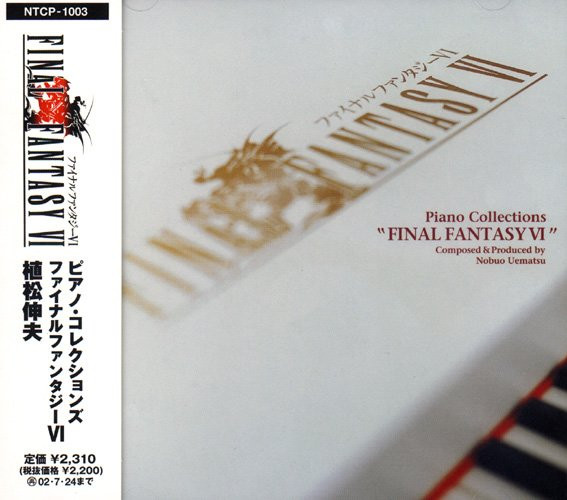 NTCP-1003
FINAL FANTASY VI
ファイナルファンタジーVI
ピアノ・コレクションズ
ファイナルファンタジーVI
植松伸夫
定価 ¥2,310
(税抜価格 ¥2,200)
再 02・7・24まで
ファイナルファンタジーVI
FINAL FANTASY VI
Piano Collections
"FINAL FANTASY VI"
Composed & Produced by
Nobuo Uematsu